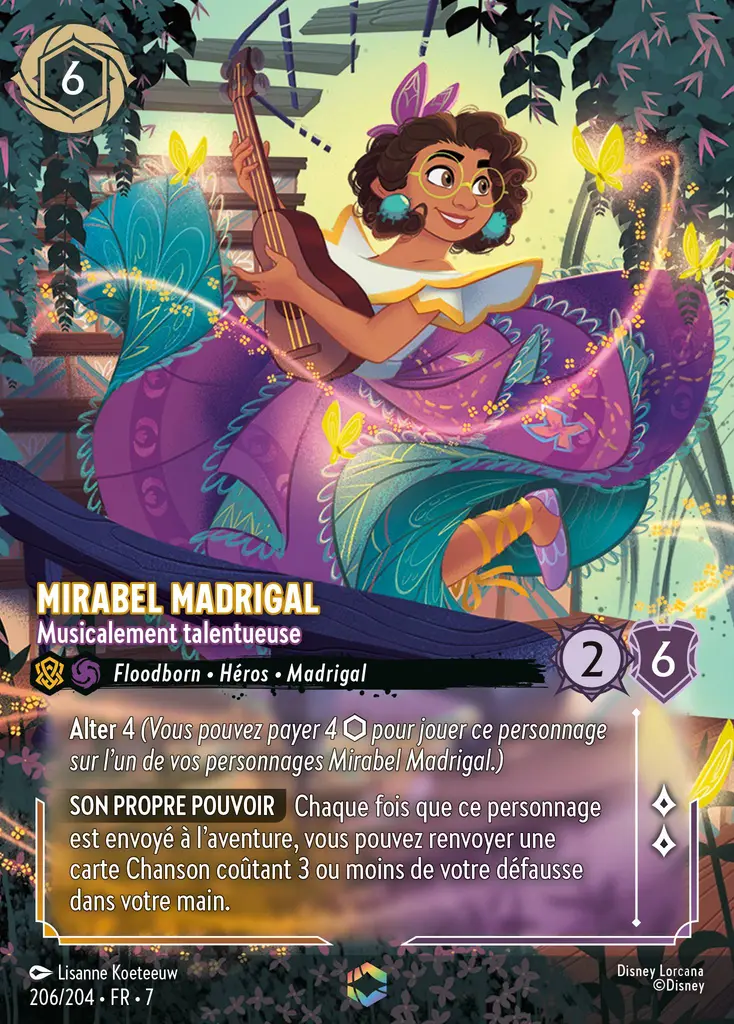 6
MIRABEL MADRIGAL
Musicalement talentueuse
Floodborn • Héros • Madrigal
2
6
Alter 4 (Vous pouvez payer 4 ⬡ pour jouer ce personnage
sur l'un de vos personnages Mirabel Madrigal.)
SON PROPRE POUVOIR Chaque fois que ce personnage
est envoyé à l'aventure, vous pouvez renvoyer une
carte Chanson coûtant 3 ou moins de votre défausse
dans votre main.
Lisanne Koeteeuw
206/204 • FR • 7
Disney Lorcana
©Disney